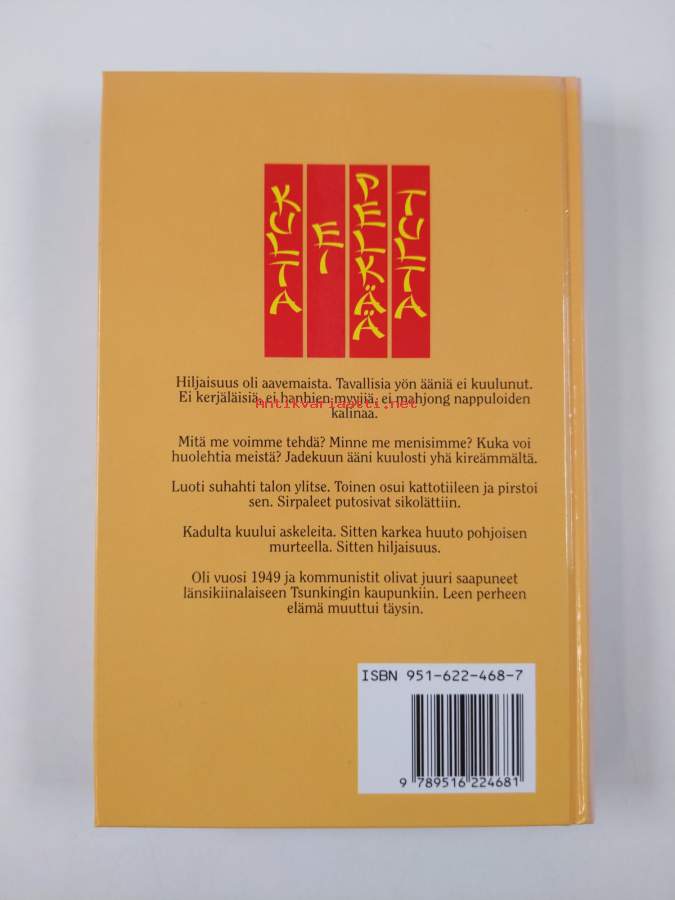 KULTA
EI
PELKÄÄ
TULTA
Hiljaisuus oli aavemaista. Tavallisia yön ääniä ei kuulunut.
Ei kerjäläisiä, ei hanhien myyjiä, ei mahjong nappuloiden
Antikvariaatti.net
kalinaa.
Mitä me voimme tehdä? Minne me menisimme? Kuka voi
huolehtia meistä? Jadekuun ääni kuulosti yhä kireämmältä.
Luoti suhahti talon ylitse. Toinen osui kattotiileen ja pirstoi
sen. Sirpaleet putosivat sikolättiin.
Kadulta kuului askeleita. Sitten karkea huuto pohjoisen
murteella. Sitten hiljaisuus.
Oli vuosi 1949 ja kommunistit olivat juuri saapuneet
länsikiinalaiseen Tsunkingin kaupunkiin. Leen perheen
elämä muuttui täysin.
ISBN 951-622-468-7
9 789516 224681